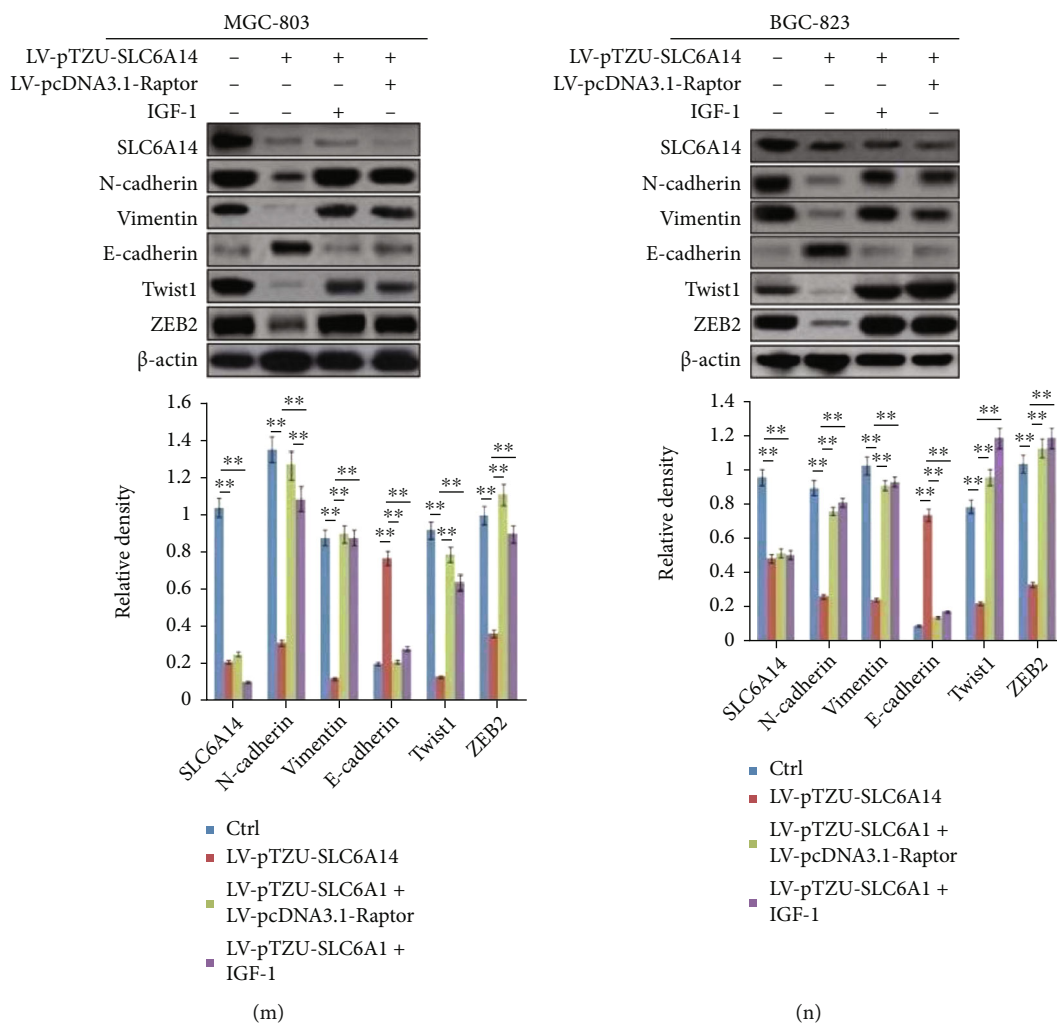 MGC-803
LV-pTZU-SLC6A14 – + + +
LV-pcDNA3.1-Raptor – – – +
IGF-1 – – + –
SLC6A14
N-cadherin
Vimentin
E-cadherin
Twist1
ZEB2
β-actin
Relative density
1.6
1.4
1.2
1
0.8
0.6
0.4
0.2
0
** ** ** ** ** ** ** ** ** ** ** ** ** ** ** ** ** **
SLC6A14
N-cadherin
Vimentin
E-cadherin
Twist1
ZEB2
Ctrl
LV-pTZU-SLC6A14
LV-pTZU-SLC6A1 +
LV-pcDNA3.1-Raptor
LV-pTZU-SLC6A1 +
IGF-1
(m)
BGC-823
LV-pTZU-SLC6A14 – + + +
LV-pcDNA3.1-Raptor – – – +
IGF-1 – – + –
SLC6A14
N-cadherin
Vimentin
E-cadherin
Twist1
ZEB2
β-actin
Relative density
1.4
1.2
1
0.8
0.6
0.4
0.2
0
** ** ** ** ** ** ** ** ** ** ** ** ** ** ** ** **
SLC6A14
N-cadherin
Vimentin
E-cadherin
Twist1
ZEB2
Ctrl
LV-pTZU-SLC6A14
LV-pTZU-SLC6A1 +
LV-pcDNA3.1-Raptor
LV-pTZU-SLC6A1 +
IGF-1
(n)